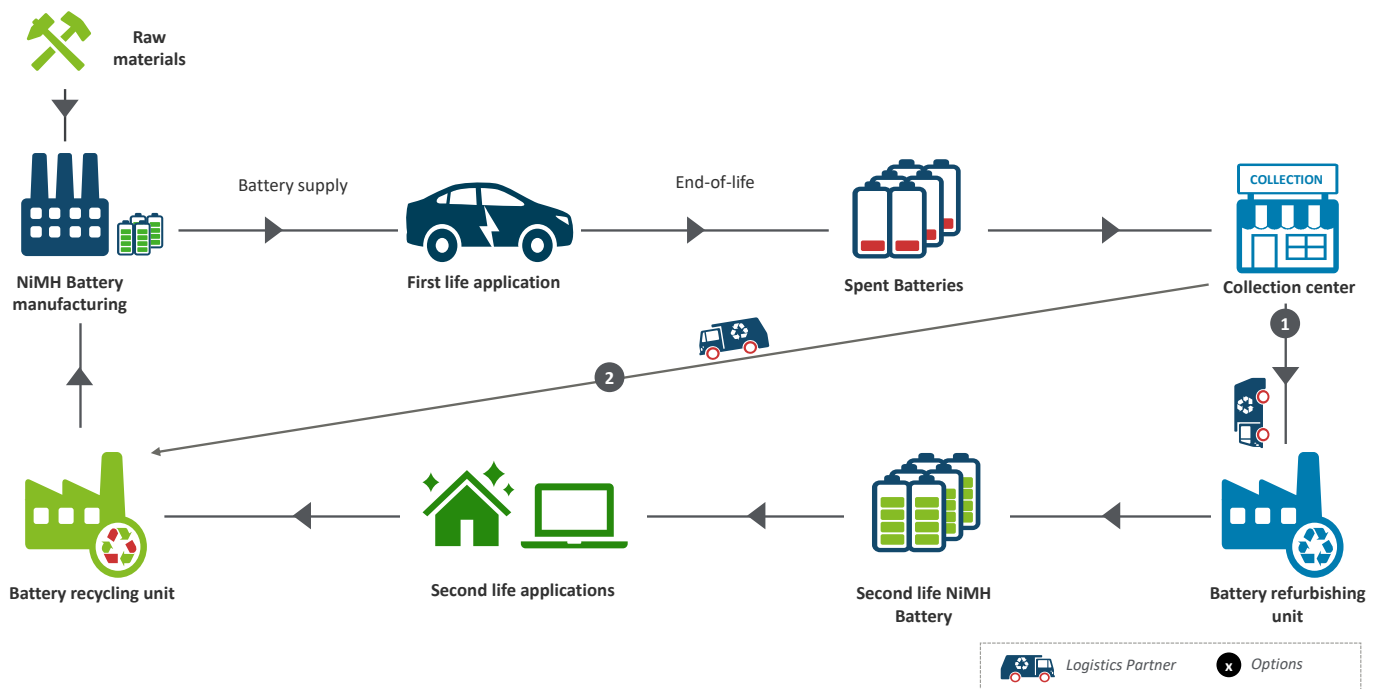 Raw
materials
Battery supply
End-of-life
COLLECTION
NiMH Battery
manufacturing
First life application
Spent Batteries
Collection center
1
2
Battery recycling unit
Second life applications
Second life NiMH
Battery
Battery refurbishing
unit
Logistics Partner
x
Options